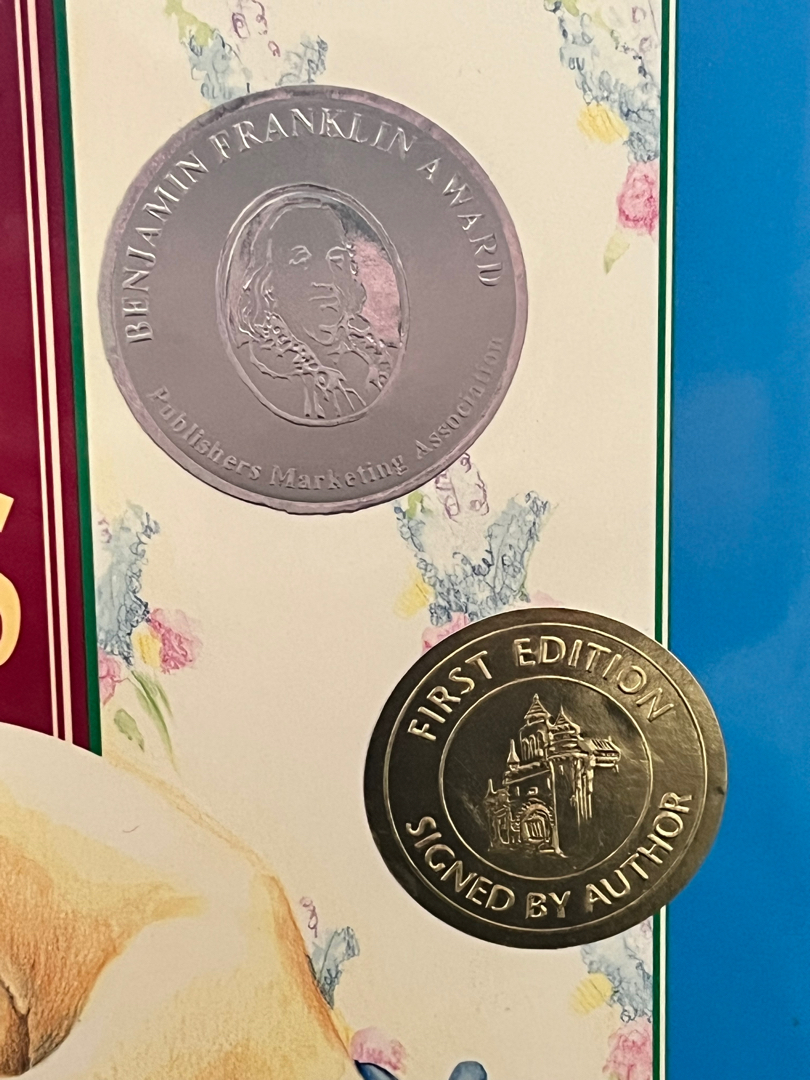 BENJAMIN FRANKLIN AWARD
Publishers Marketing Association
FIRST EDITION
SIGNED BY AUTHOR